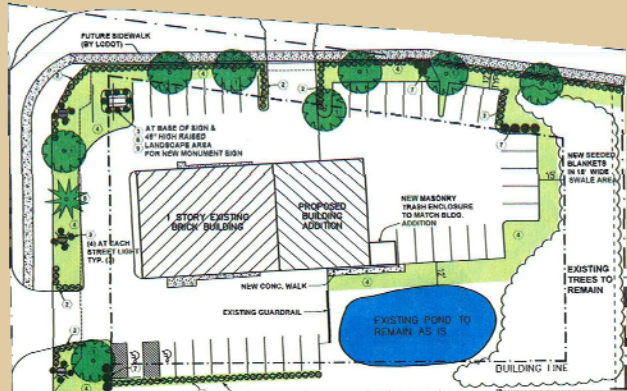 FUTURE SIDEWALK
(BY LCDOT)
AT BASE OF SIGN &
48" HIGH RAISED
LANDSCAPE AREA
FOR NEW MONUMENT SIGN
NEW SEEDED
BLANKETS
IN 15' WIDE
SWALE AREA
1 STORY EXISTING
BRICK BUILDING
PROPOSED
BUILDING
ADDITION
NEW MASONRY
TRASH ENCLOSURE
TO MATCH BLDG.
ADDITION
(4) AT EACH
STREET LIGHT
TYP. (3)
NEW CONC. WALK
EXISTING GUARDRAIL
EXISTING POND TO
REMAIN AS IS
EXISTING
TREES TO
REMAIN
BUILDING LINE